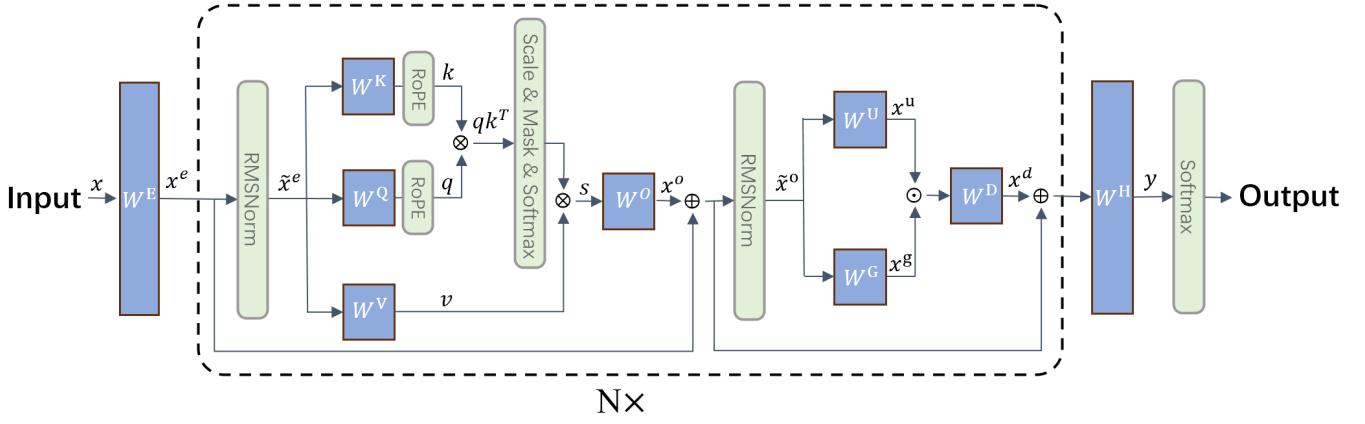 Input
x
W^E
x^e
RMSNorm
x̃^e
W^K
RoPE
k
W^Q
RoPE
q
W^V
v
qk^T
Scale & Mask & Softmax
s
W^O
x^o
RMSNorm
x̃^o
W^U
x^u
W^G
x^g
W^D
x^d
W^H
y
Softmax
Output
N×